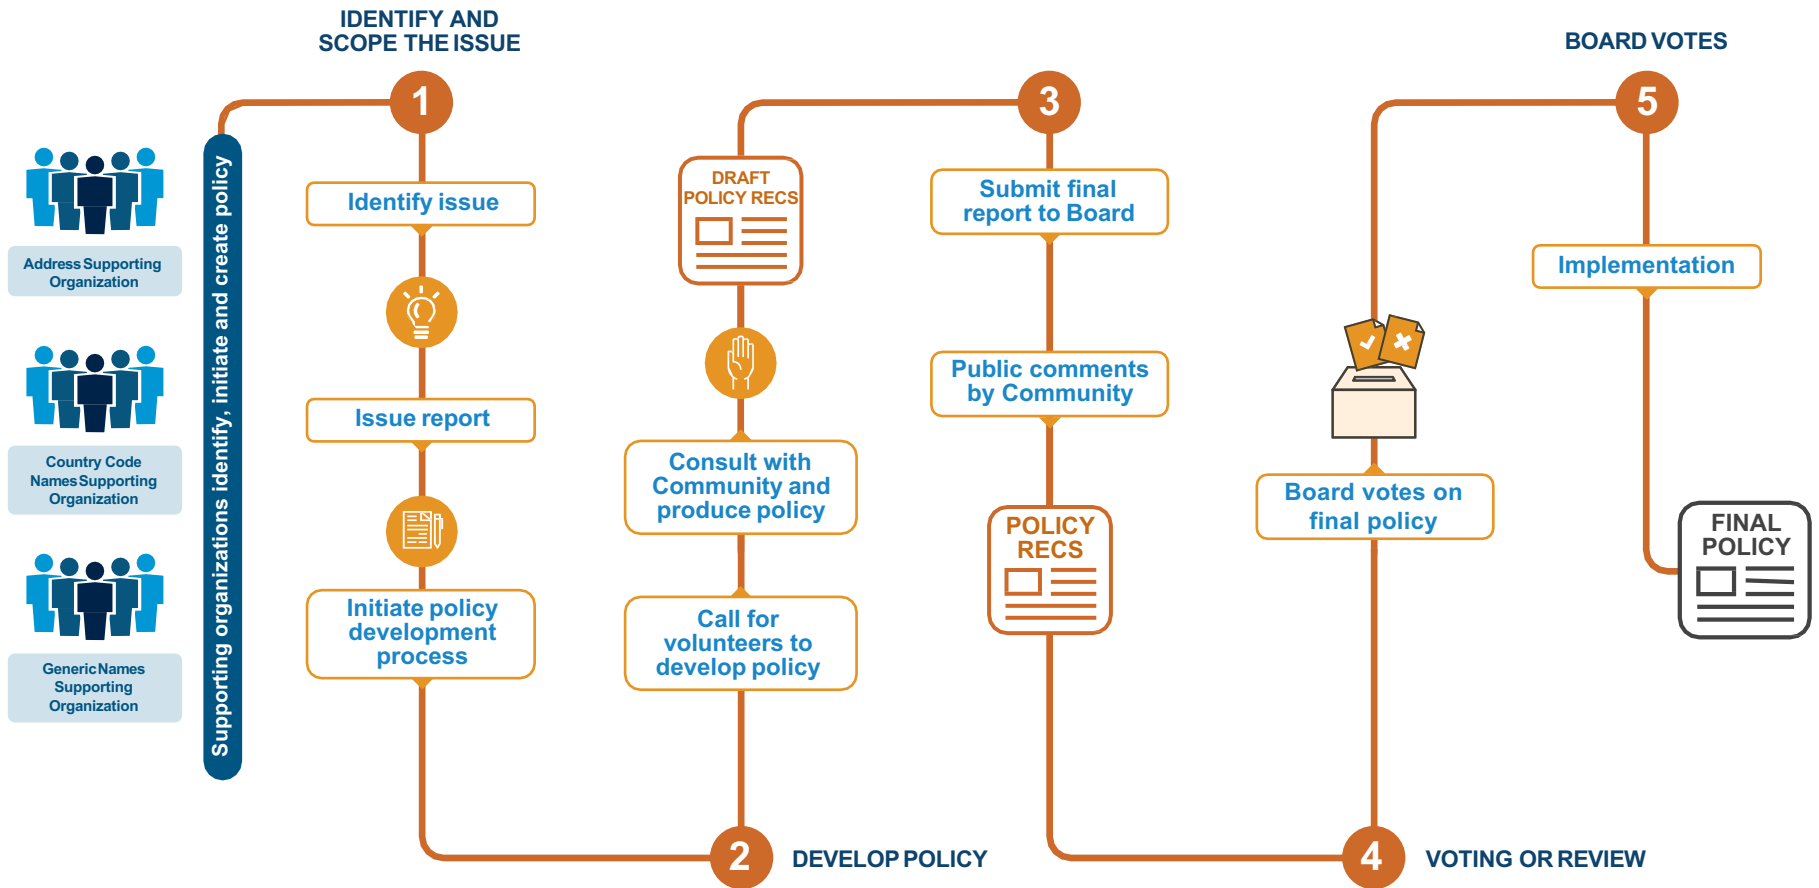 Address Supporting
Organization
Country Code
Names Supporting
Organization
Generic Names
Supporting
Organization
Supporting organizations identify, initiate and create policy
IDENTIFY AND
SCOPE THE ISSUE
1
Identify issue
Issue report
Initiate policy
development
process
2
DEVELOP POLICY
Call for
volunteers to
develop policy
Consult with
Community and
produce policy
DRAFT
POLICY RECS
3
Submit final
report to Board
Public comments
by Community
POLICY
RECS
4
VOTING OR REVIEW
Board votes on
final policy
BOARD VOTES
5
Implementation
FINAL
POLICY